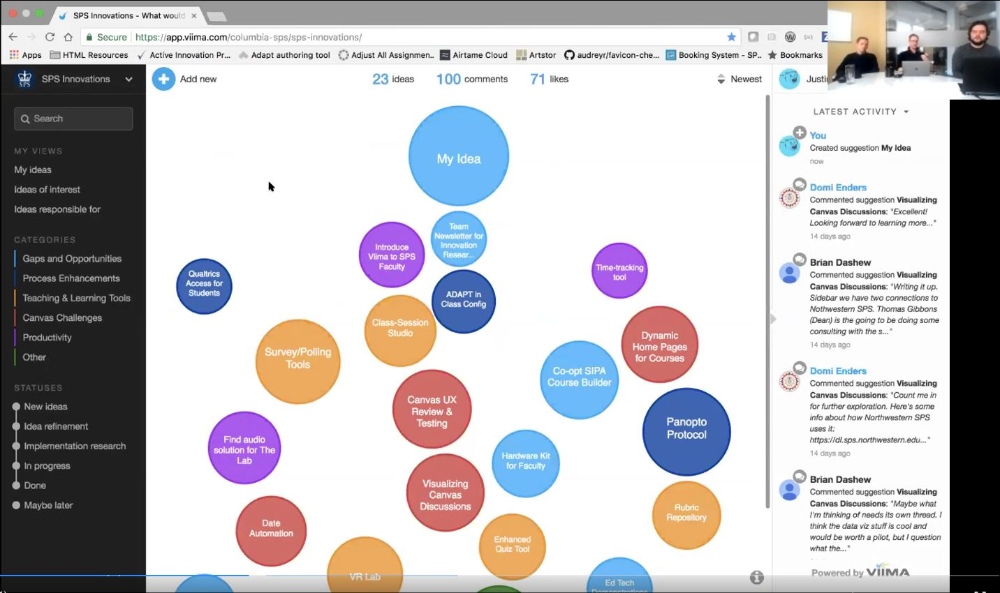 SPS Innovations - What would
Secure https://app.viima.com/columbia-sps/sps-innovations/
Apps HTML Resources Active Innovation Pr... Adapt authoring tool Adjust All Assignmen.. Airtame Cloud Artstor audreyr/favicon-che... Booking System - SP.. Bookmarks
SPS
SPS Innovations
Add new
23 ideas 100 comments 71 likes
Newest
Justin
Search
MY VIEWS
My ideas
Ideas of interest
Ideas responsible for
CATEGORIES
Gaps and Opportunities
Process Enhancements
Teaching & Learning Tools
Canvas Challenges
Productivity
Other
STATUSES
New ideas
Idea refinement
Implementation research
In progress
Done
Maybe later
My Idea
Team
Newsletter for
Innovation
Resear...
Introduce
Viima to SPS
Faculty
Time-tracking
tool
Qualtrics
Access for
Students
ADAPT in
Class Config
Class-Session
Studio
Survey/Polling
Tools
Dynamic
Home Pages
for Courses
Co-opt SIPA
Course Builder
Canvas UX
Review &
Testing
Panopto
Protocol
Find audio
solution for The
Lab
Hardware Kit
for Faculty
Visualizing
Canvas
Discussions
Rubric
Repository
Date
Automation
Enhanced
Quiz Tool
VR Lab
Ed Tech
Demonstrations
LATEST ACTIVITY
You
Created suggestion My Idea
now
Domi Enders
Commented suggestion Visualizing
Canvas Discussions: "Excellent!
Looking forward to learning more..."
14 days ago
Brian Dashew
Commented suggestion Visualizing
Canvas Discussions: "Writing it up.
Sidebar we have two connections to
Nothwestern SPS. Thomas Gibbons
(Dean) is the going to be doing some
consulting with the s..."
14 days ago
Domi Enders
Commented suggestion Visualizing
Canvas Discussions: "Count me in
for further exploration. Here's some
info about how Northwestern SPS
uses it:
https://dl.sps.northwestern.edu..."
14 days ago
Brian Dashew
Commented suggestion Visualizing
Canvas Discussions: "Maybe what
I'm thinking of needs its own thread. I
think the data viz stuff is cool and
would be worth a pilot, but I question
what the..."
Powered by VIIMA